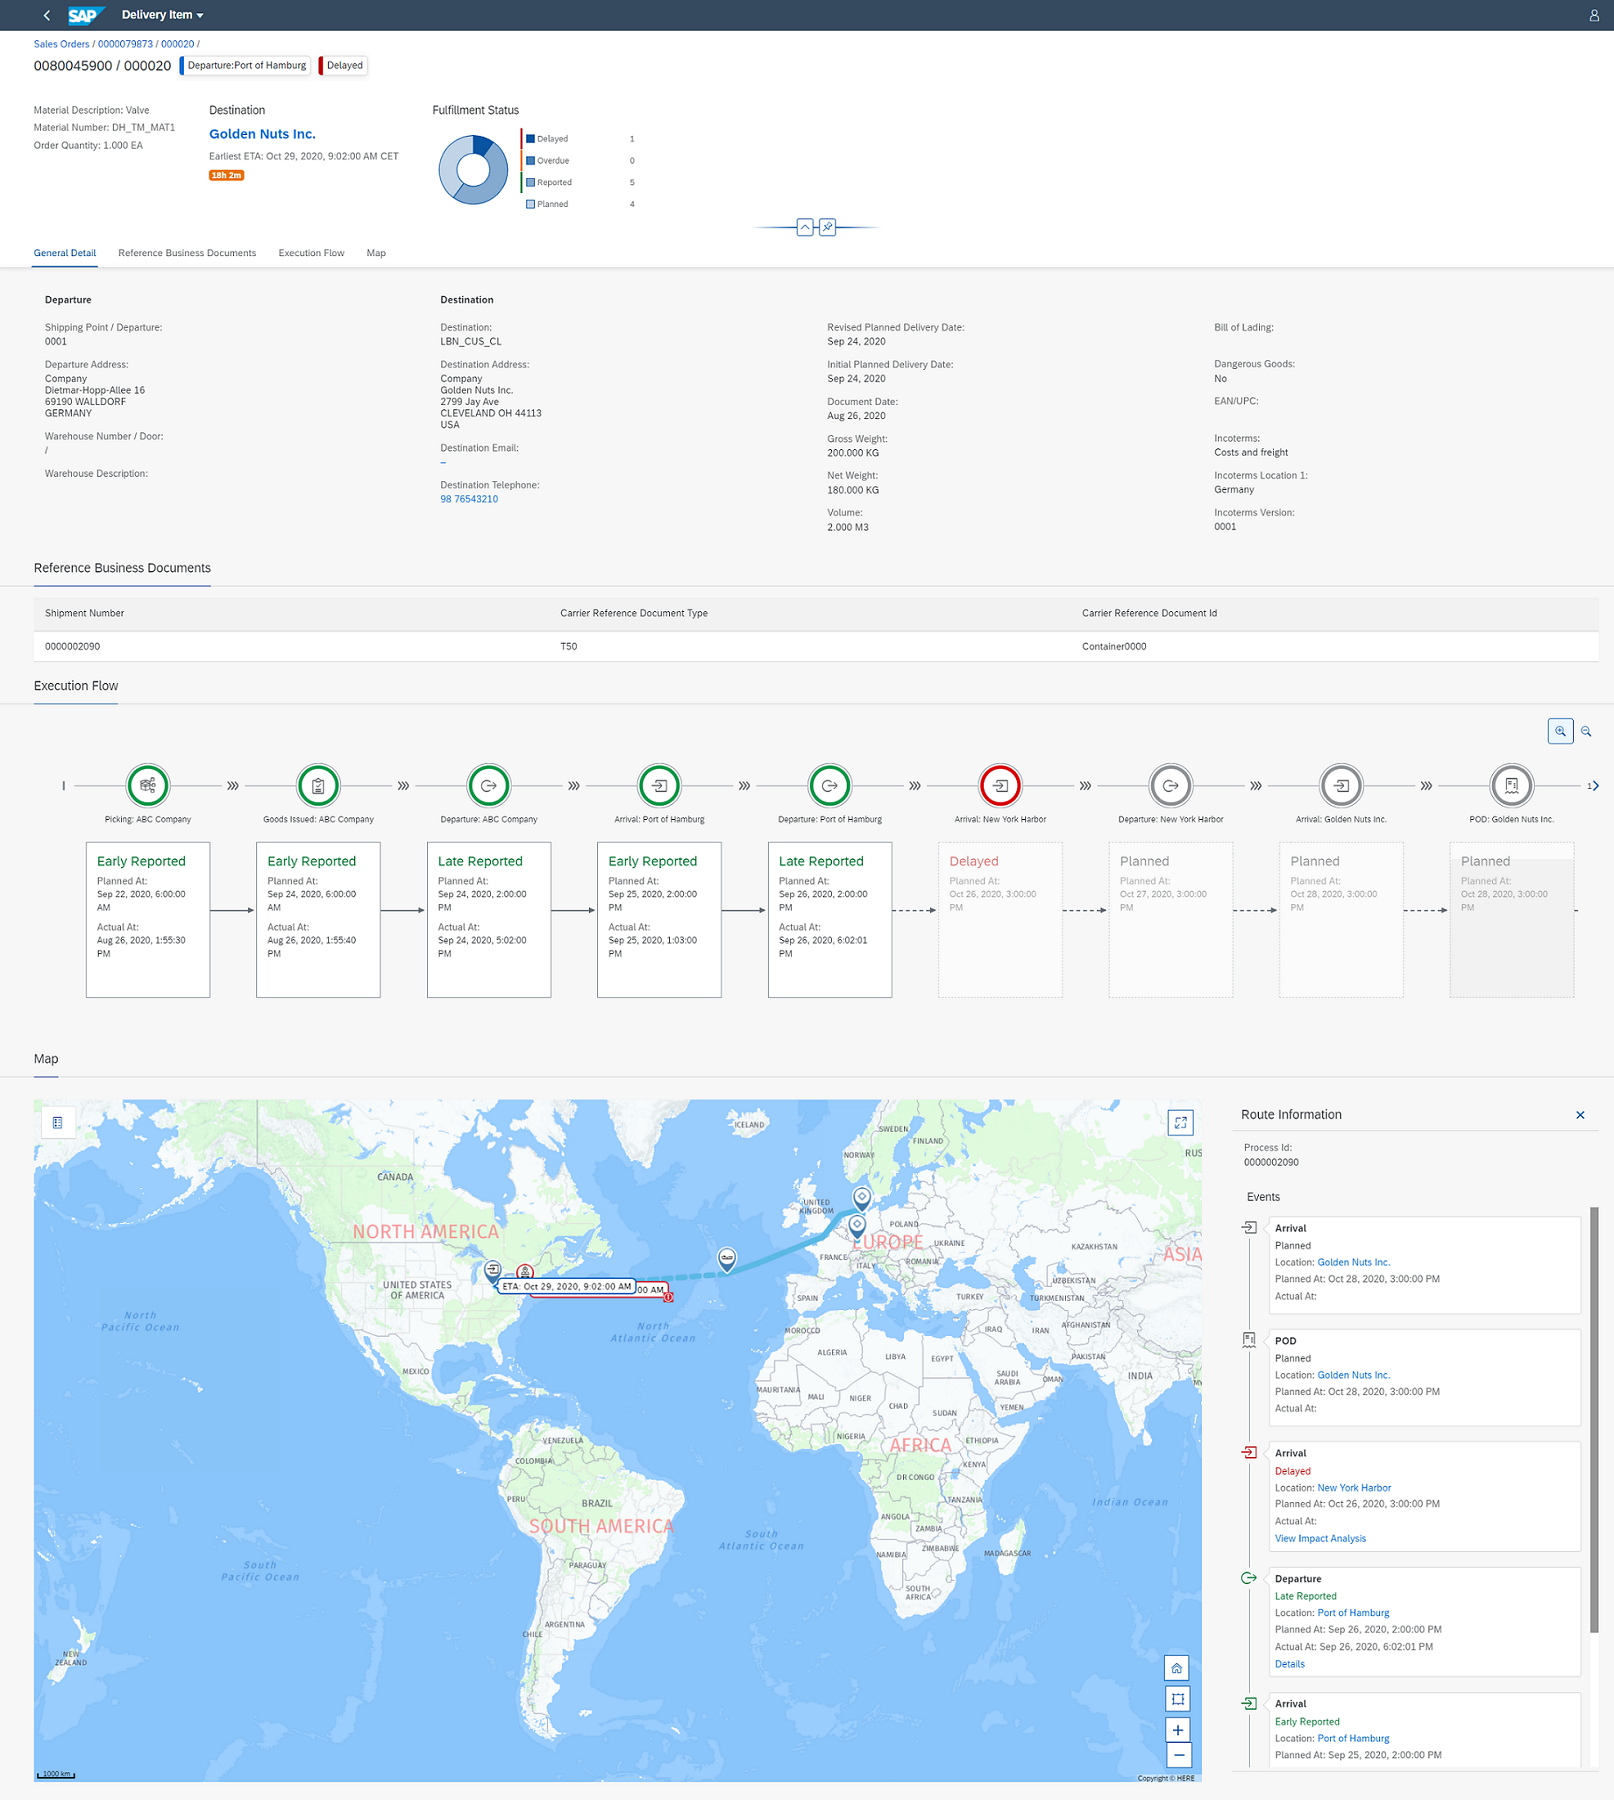 SAP Delivery Item
Sales Orders / 0000079873 / 000020 /
0080045900 / 000020 Departure:Port of Hamburg Delayed
Material Description: Valve
Material Number: DH_TM_MAT1
Order Quantity: 1.000 EA
Destination
Golden Nuts Inc.
Earliest ETA: Oct 29, 2020, 9:02:00 AM CET
18h 2m
Fulfillment Status
Delayed 1
Overdue 0
Reported 5
Planned 4
General Detail Reference Business Documents Execution Flow Map
Departure
Shipping Point / Departure:
0001
Departure Address:
Company
Dietmar-Hopp-Allee 16
69190 WALLDORF
GERMANY
Warehouse Number / Door:
/
Warehouse Description:
Destination
Destination:
LBN_CUS_CL
Destination Address:
Company
Golden Nuts Inc.
2799 Jay Ave
CLEVELAND OH 44113
USA
Destination Email:
–
Destination Telephone:
98 76543210
Revised Planned Delivery Date:
Sep 24, 2020
Initial Planned Delivery Date:
Sep 24, 2020
Document Date:
Aug 26, 2020
Gross Weight:
200.000 KG
Net Weight:
180.000 KG
Volume:
2.000 M3
Bill of Lading:
Dangerous Goods:
No
EAN/UPC:
Incoterms:
Costs and freight
Incoterms Location 1:
Germany
Incoterms Version:
0001
Reference Business Documents
Shipment Number Carrier Reference Document Type Carrier Reference Document Id
0000002090 T50 Container0000
Execution Flow
1
Picking: ABC Company
Early Reported
Planned At:
Sep 22, 2020, 6:00:00
AM
Actual At:
Aug 26, 2020, 1:55:30
PM
Goods Issued: ABC Company
Early Reported
Planned At:
Sep 24, 2020, 6:00:00
AM
Actual At:
Aug 26, 2020, 1:55:40
PM
Departure: ABC Company
Late Reported
Planned At:
Sep 24, 2020, 2:00:00
PM
Actual At:
Sep 24, 2020, 5:02:00
PM
Arrival: Port of Hamburg
Early Reported
Planned At:
Sep 25, 2020, 2:00:00
PM
Actual At:
Sep 25, 2020, 1:03:00
PM
Departure: Port of Hamburg
Late Reported
Planned At:
Sep 26, 2020, 2:00:00
PM
Actual At:
Sep 26, 2020, 6:02:01
PM
Arrival: New York Harbor
Delayed
Planned At:
Oct 26, 2020, 3:00:00
PM
Departure: New York Harbor
Planned
Planned At:
Oct 27, 2020, 3:00:00
PM
Arrival: Golden Nuts Inc.
Planned
Planned At:
Oct 28, 2020, 3:00:00
PM
POD: Golden Nuts Inc.
Planned
Planned At:
Oct 28, 2020, 3:00:00
PM
Map
ICELAND
SWEDEN
FINLAND
NORWAY
RUS
CANADA
UNITED
KINGDOM
NORTH AMERICA
POLAND
EUROPE
UKRAINE
KAZAKHSTAN
ASIA
FRANCE
ITALY
ROMANIA
UNITED STATES
OF AMERICA
ETA: Oct 29, 2020, 9:02:00 AM
00 AM
UZBEKISTAN
SPAIN
TURKEY
TURKMENISTAN
North
Pacific Ocean
North
Atlantic Ocean
MOROCCO
IRAQ
IRAN
AFGHANISTAN
ALGERIA
LIBYA
EGYPT
PAKISTAN
MEXICO
SAUDI
ARABIA
OMAN
INDIA
MAURITANIA
MALI
NIGER
CHAD
SUDAN
YEMEN
VENEZUELA
NIGERIA
AFRICA
ETHIOPIA
COLOMBIA
KENYA
DR CONGO
PERU
BRAZIL
TANZANIA
Indian Ocean
SOUTH AMERICA
ANGOLA
ZAMBIA
South
Atlantic Ocean
ZIMBABWE
NAMIBIA
MADAGASCAR
South
Pacific Ocean
PARAGUAY
SOUTH
AFRICA
ARGENTINA
CHILE
NEW
ZEALAND
1000 km
Copyright © HERE
Route Information
Process Id:
0000002090
Events
Arrival
Planned
Location: Golden Nuts Inc.
Planned At: Oct 28, 2020, 3:00:00 PM
Actual At:
POD
Planned
Location: Golden Nuts Inc.
Planned At: Oct 28, 2020, 3:00:00 PM
Actual At:
Arrival
Delayed
Location: New York Harbor
Planned At: Oct 26, 2020, 3:00:00 PM
Actual At:
View Impact Analysis
Departure
Late Reported
Location: Port of Hamburg
Planned At: Sep 26, 2020, 2:00:00 PM
Actual At: Sep 26, 2020, 6:02:01 PM
Details
Arrival
Early Reported
Location: Port of Hamburg
Planned At: Sep 25, 2020, 2:00:00 PM